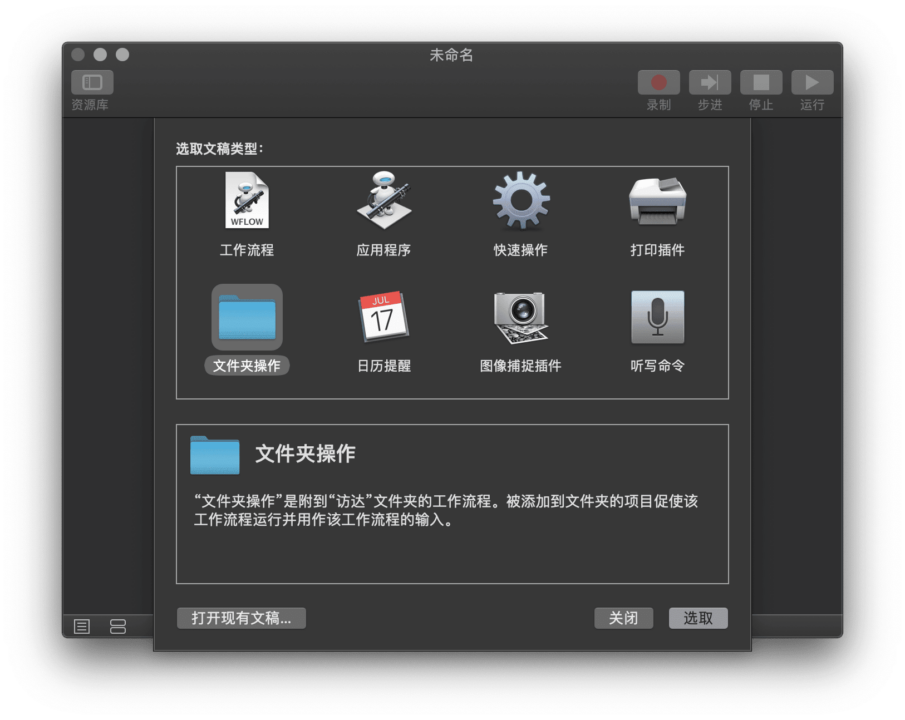 未命名
资源库
录制
步进
停止
运行
选取文稿类型：
WFLOW
工作流程
应用程序
快速操作
打印插件
文件夹操作
JUL
17
日历提醒
图像捕捉插件
听写命令
文件夹操作
“文件夹操作”是附到“访达”文件夹的工作流程。被添加到文件夹的项目促使该
工作流程运行并用作该工作流程的输入。
打开现有文稿...
关闭
选取